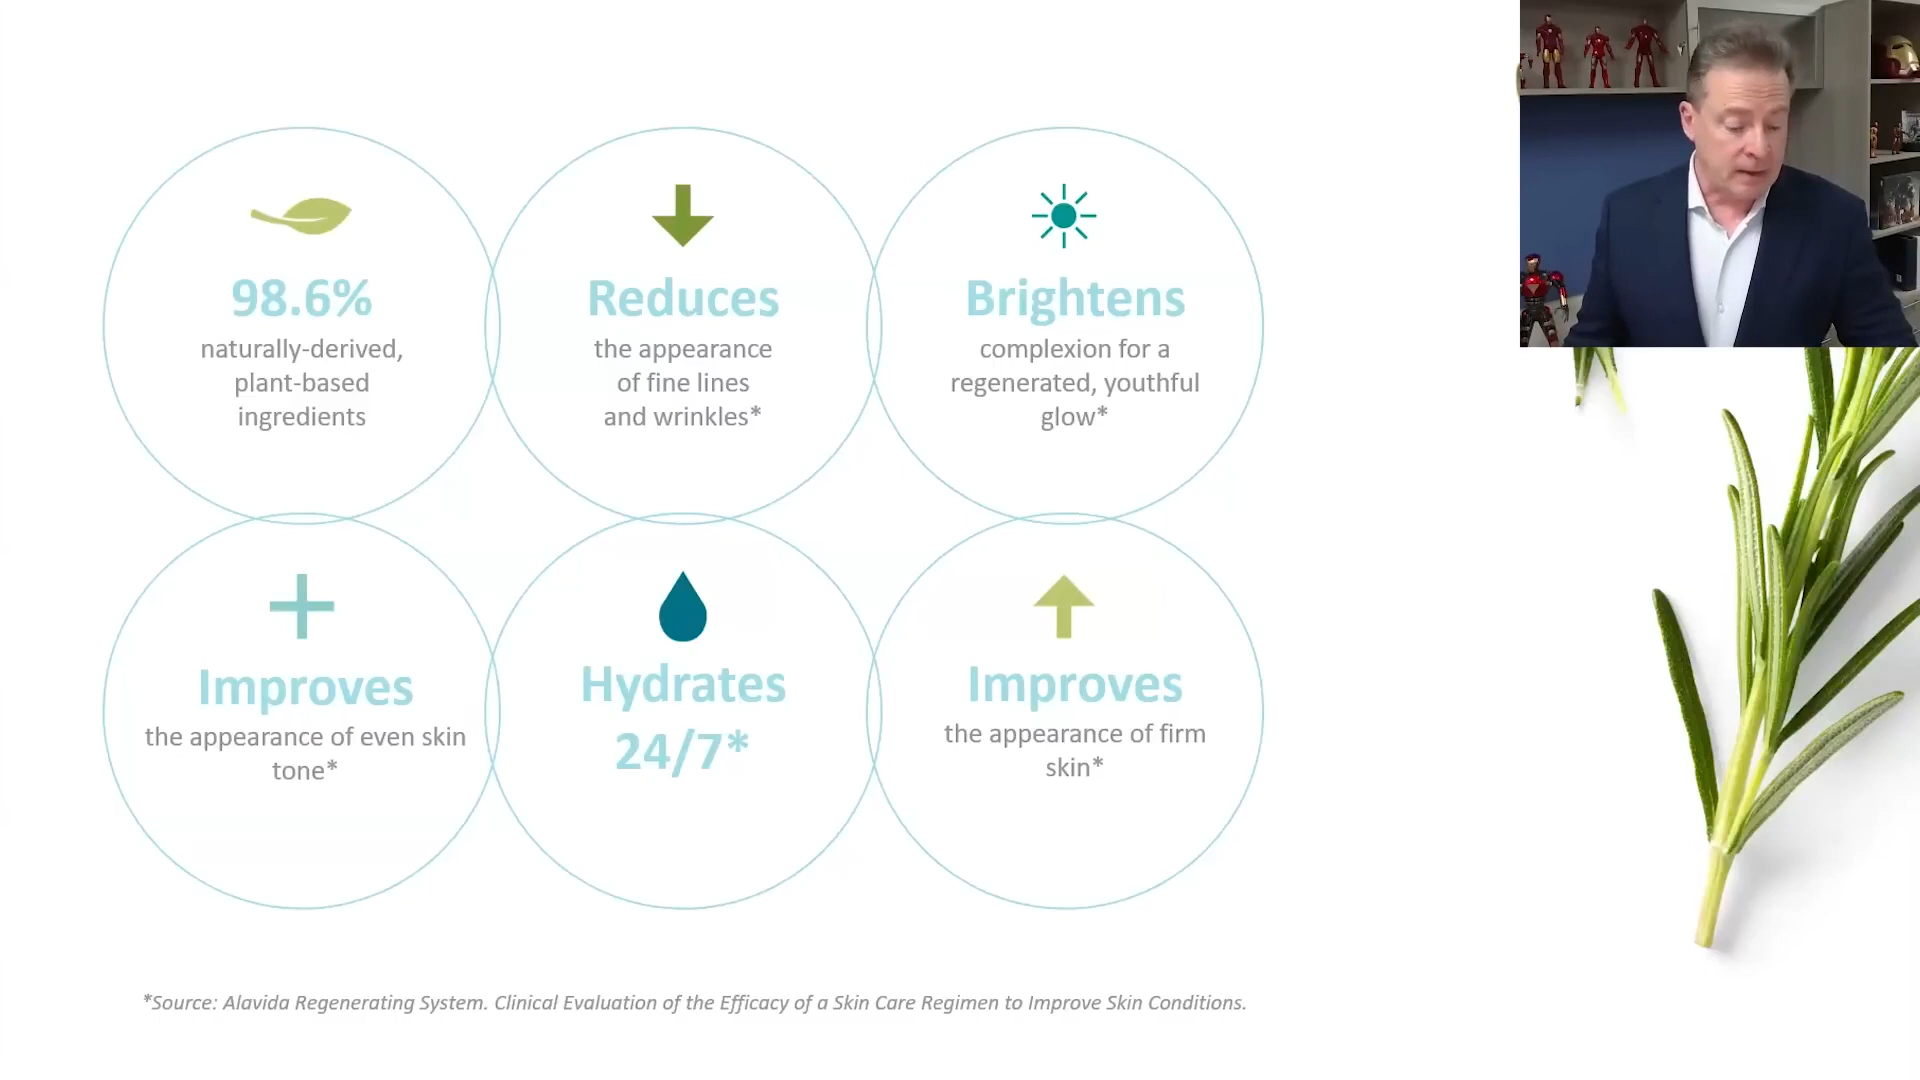 98.6%
naturally-derived,
plant-based
ingredients
Reduces
the appearance
of fine lines
and wrinkles*
Brightens
complexion for a
regenerated, youthful
glow*
Improves
the appearance of even skin
tone*
Hydrates
24/7*
Improves
the appearance of firm
skin*
*Source: Alavida Regenerating System. Clinical Evaluation of the Efficacy of a Skin Care Regimen to Improve Skin Conditions.